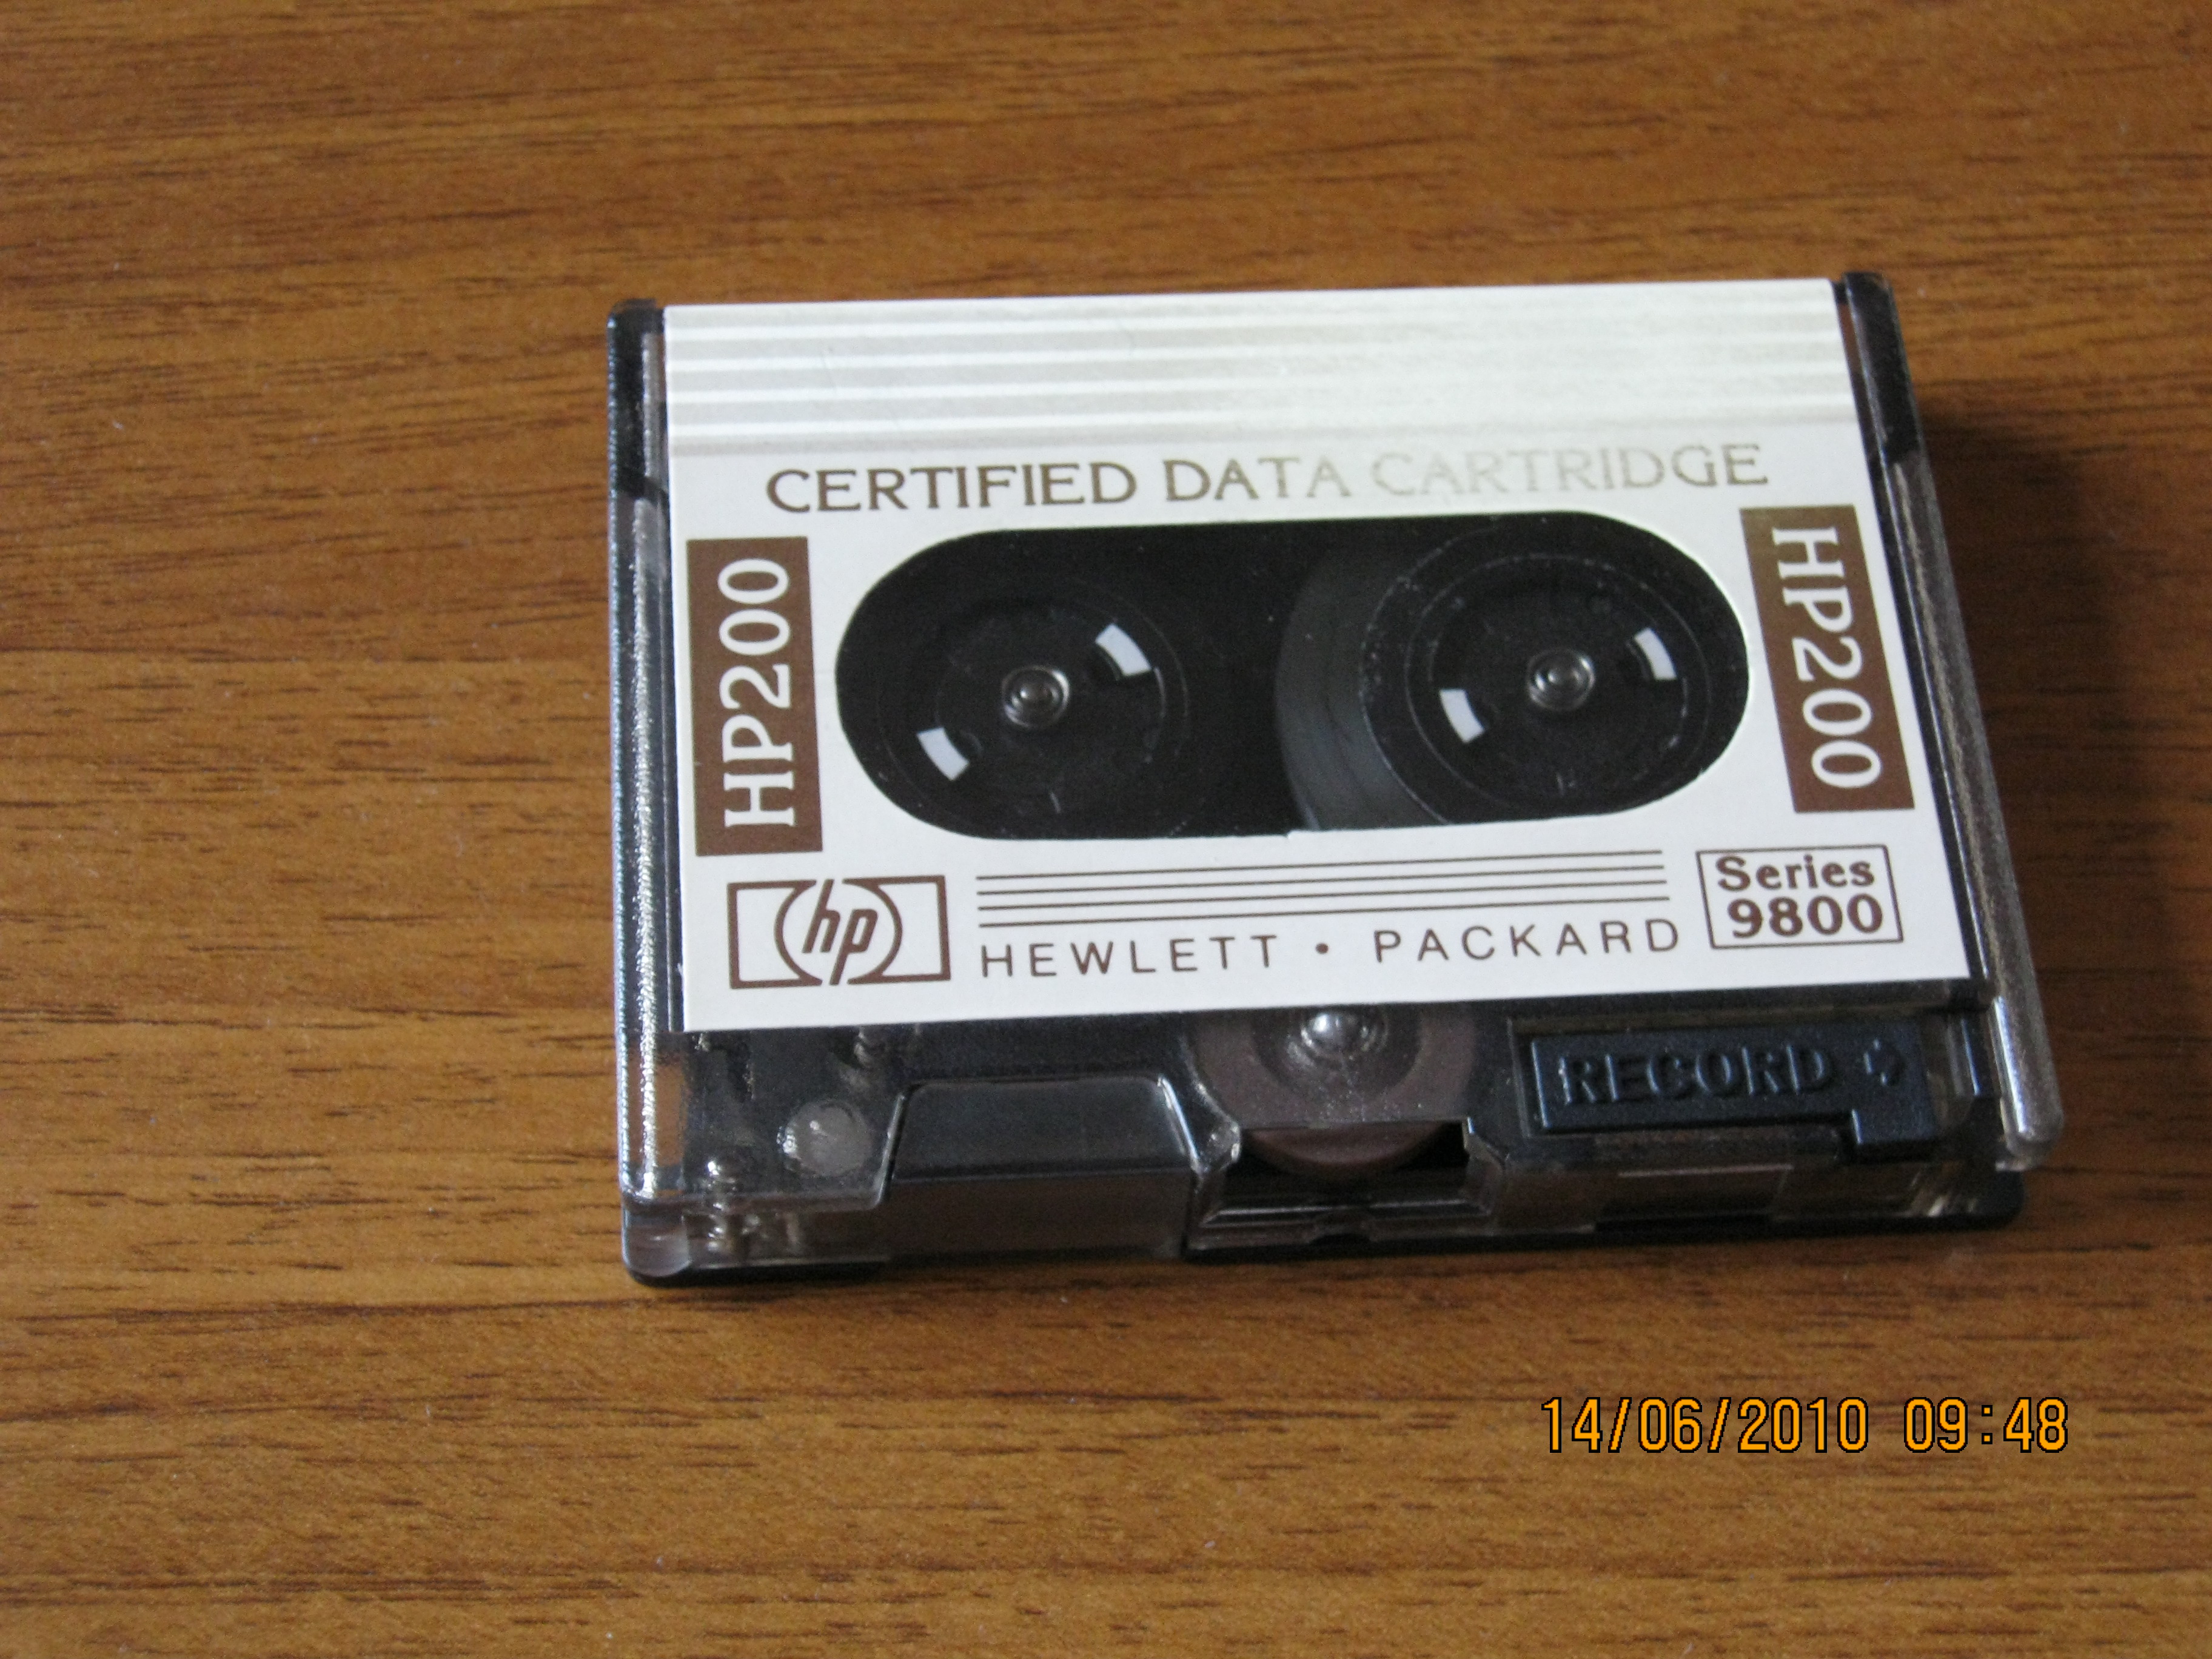 CERTIFIED DATA CARTRIDGE
HP200
HP200
hp
HEWLETT • PACKARD
Series
9800
RECORD
14/06/2010 09:48